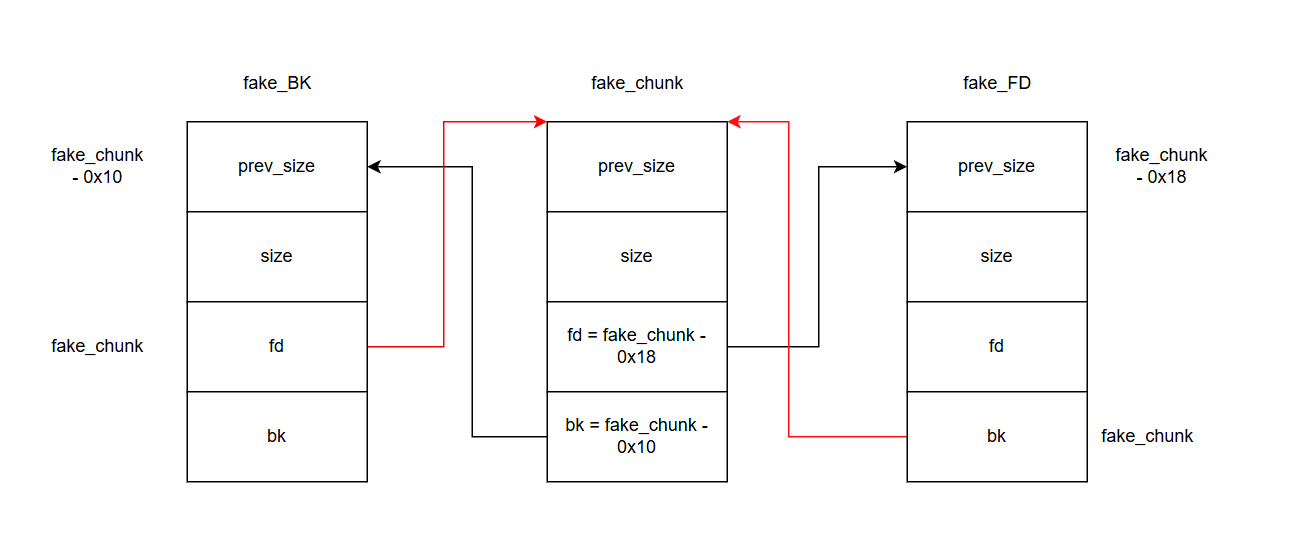 fake_BK
fake_chunk
fake_FD
fake_chunk
- 0x10
prev_size
prev_size
prev_size
fake_chunk
- 0x18
size
size
size
fake_chunk
fd
fd = fake_chunk -
0x18
fd
bk
bk = fake_chunk -
0x10
bk
fake_chunk